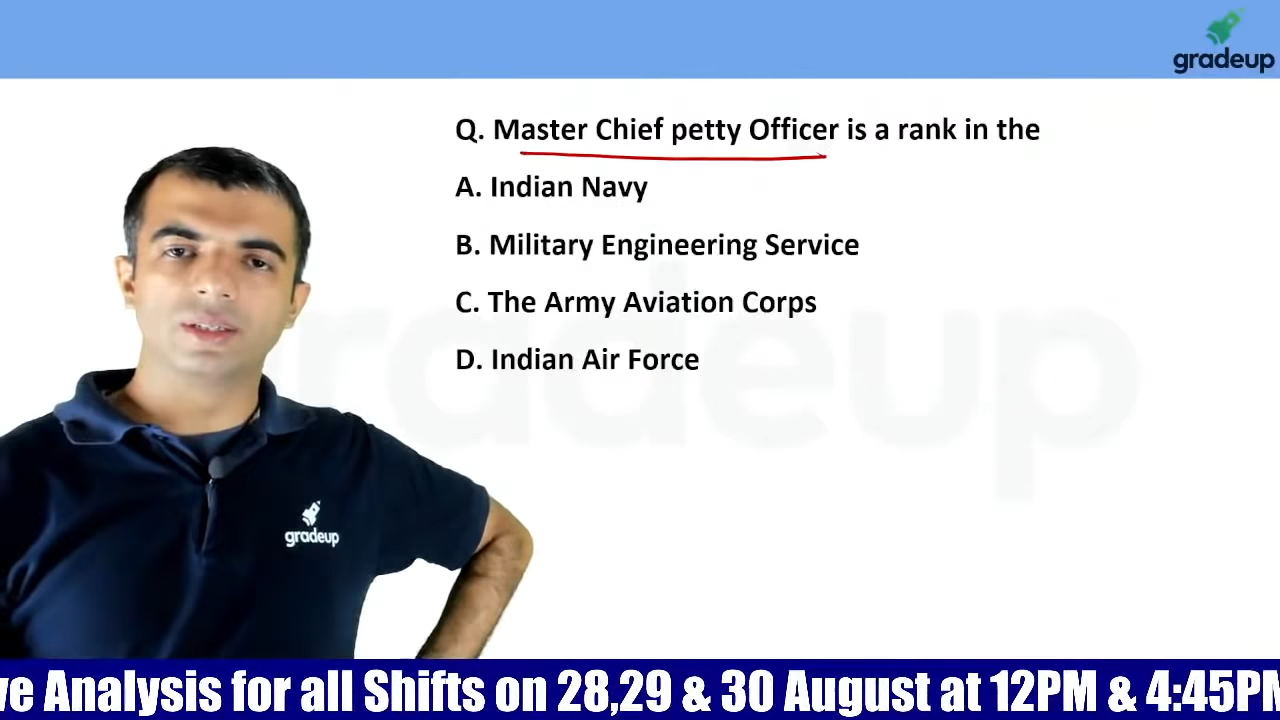 gradeup
Q. Master Chief petty Officer is a rank in the
A. Indian Navy
B. Military Engineering Service
C. The Army Aviation Corps
D. Indian Air Force
gradeup
gradeup
ve Analysis for all Shifts on 28,29 & 30 August at 12PM & 4:45PM